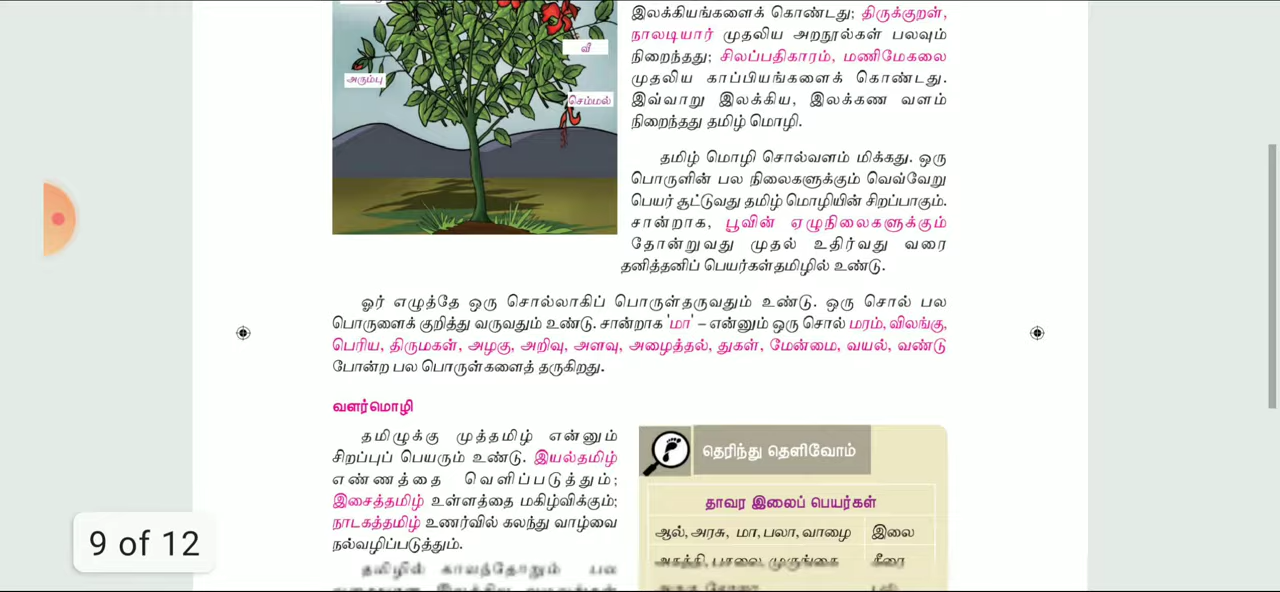 வீ
அரும்பு
செம்மல்
இலக்கியங்களைக் கொண்டது; திருக்குறள்,
நாலடியார் முதலிய அறநூல்கள் பலவும்
நிறைந்தது; சிலப்பதிகாரம், மணிமேகலை
முதலிய காப்பியங்களைக் கொண்டது.
இவ்வாறு இலக்கிய, இலக்கண வளம்
நிறைந்தது தமிழ் மொழி.
தமிழ் மொழி சொல்வளம் மிக்கது. ஒரு
பொருளின் பல நிலைகளுக்கும் வெவ்வேறு
பெயர் சூட்டுவது தமிழ் மொழியின் சிறப்பாகும்.
சான்றாக, பூவின் ஏழுநிலைகளுக்கும்
தோன்றுவது முதல் உதிர்வது வரை
தனித்தனிப் பெயர்கள்தமிழில் உண்டு.
ஓர் எழுத்தே ஒரு சொல்லாகிப் பொருள்தருவதும் உண்டு. ஒரு சொல் பல
பொருளைக் குறித்து வருவதும் உண்டு. சான்றாக 'மா' – என்னும் ஒரு சொல் மரம், விலங்கு,
பெரிய, திருமகள், அழகு, அறிவு, அளவு, அழைத்தல், துகள், மேன்மை, வயல், வண்டு
போன்ற பல பொருள்களைத் தருகிறது.
வளர்மொழி
தமிழுக்கு முத்தமிழ் என்னும்
சிறப்புப் பெயரும் உண்டு. இயல்தமிழ்
எண்ணத்தை வெளிப்படுத்தும்;
இசைத்தமிழ் உள்ளத்தை மகிழ்விக்கும்;
நாடகத்தமிழ் உணர்வில் கலந்து வாழ்வை
நல்வழிப்படுத்தும்.
தமிழில் காலந்தோறும் பல
தெரிந்து தெளிவோம்
தாவர இலைப் பெயர்கள்
ஆல், அரசு, மா, பலா, வாழை இலை
அகத்தி, பசலை, முருங்கை கீரை
9 of 12